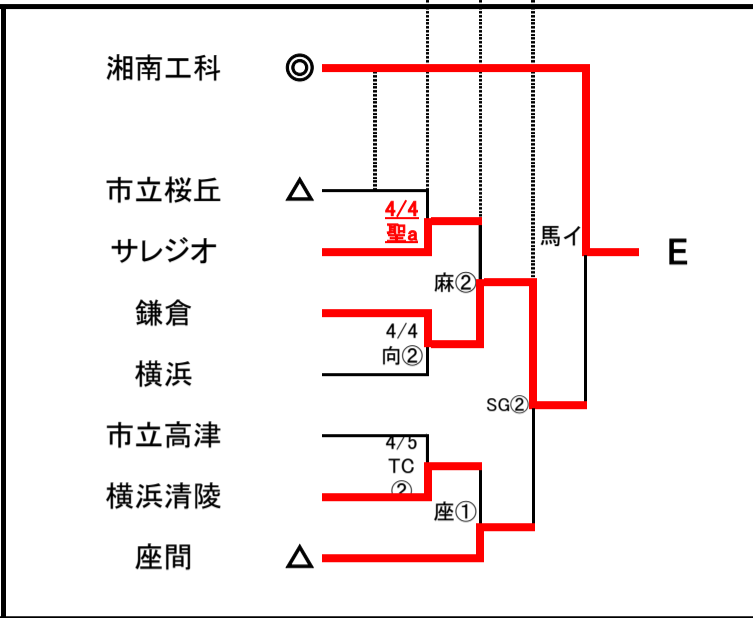 湘南工科 ◎
市立桜丘 △
4/4
聖a
サレジオ
馬イ
E
麻②
鎌倉
4/4
向②
横浜
SG②
市立高津
4/5
TC
②
横浜清陵
座①
座間 △